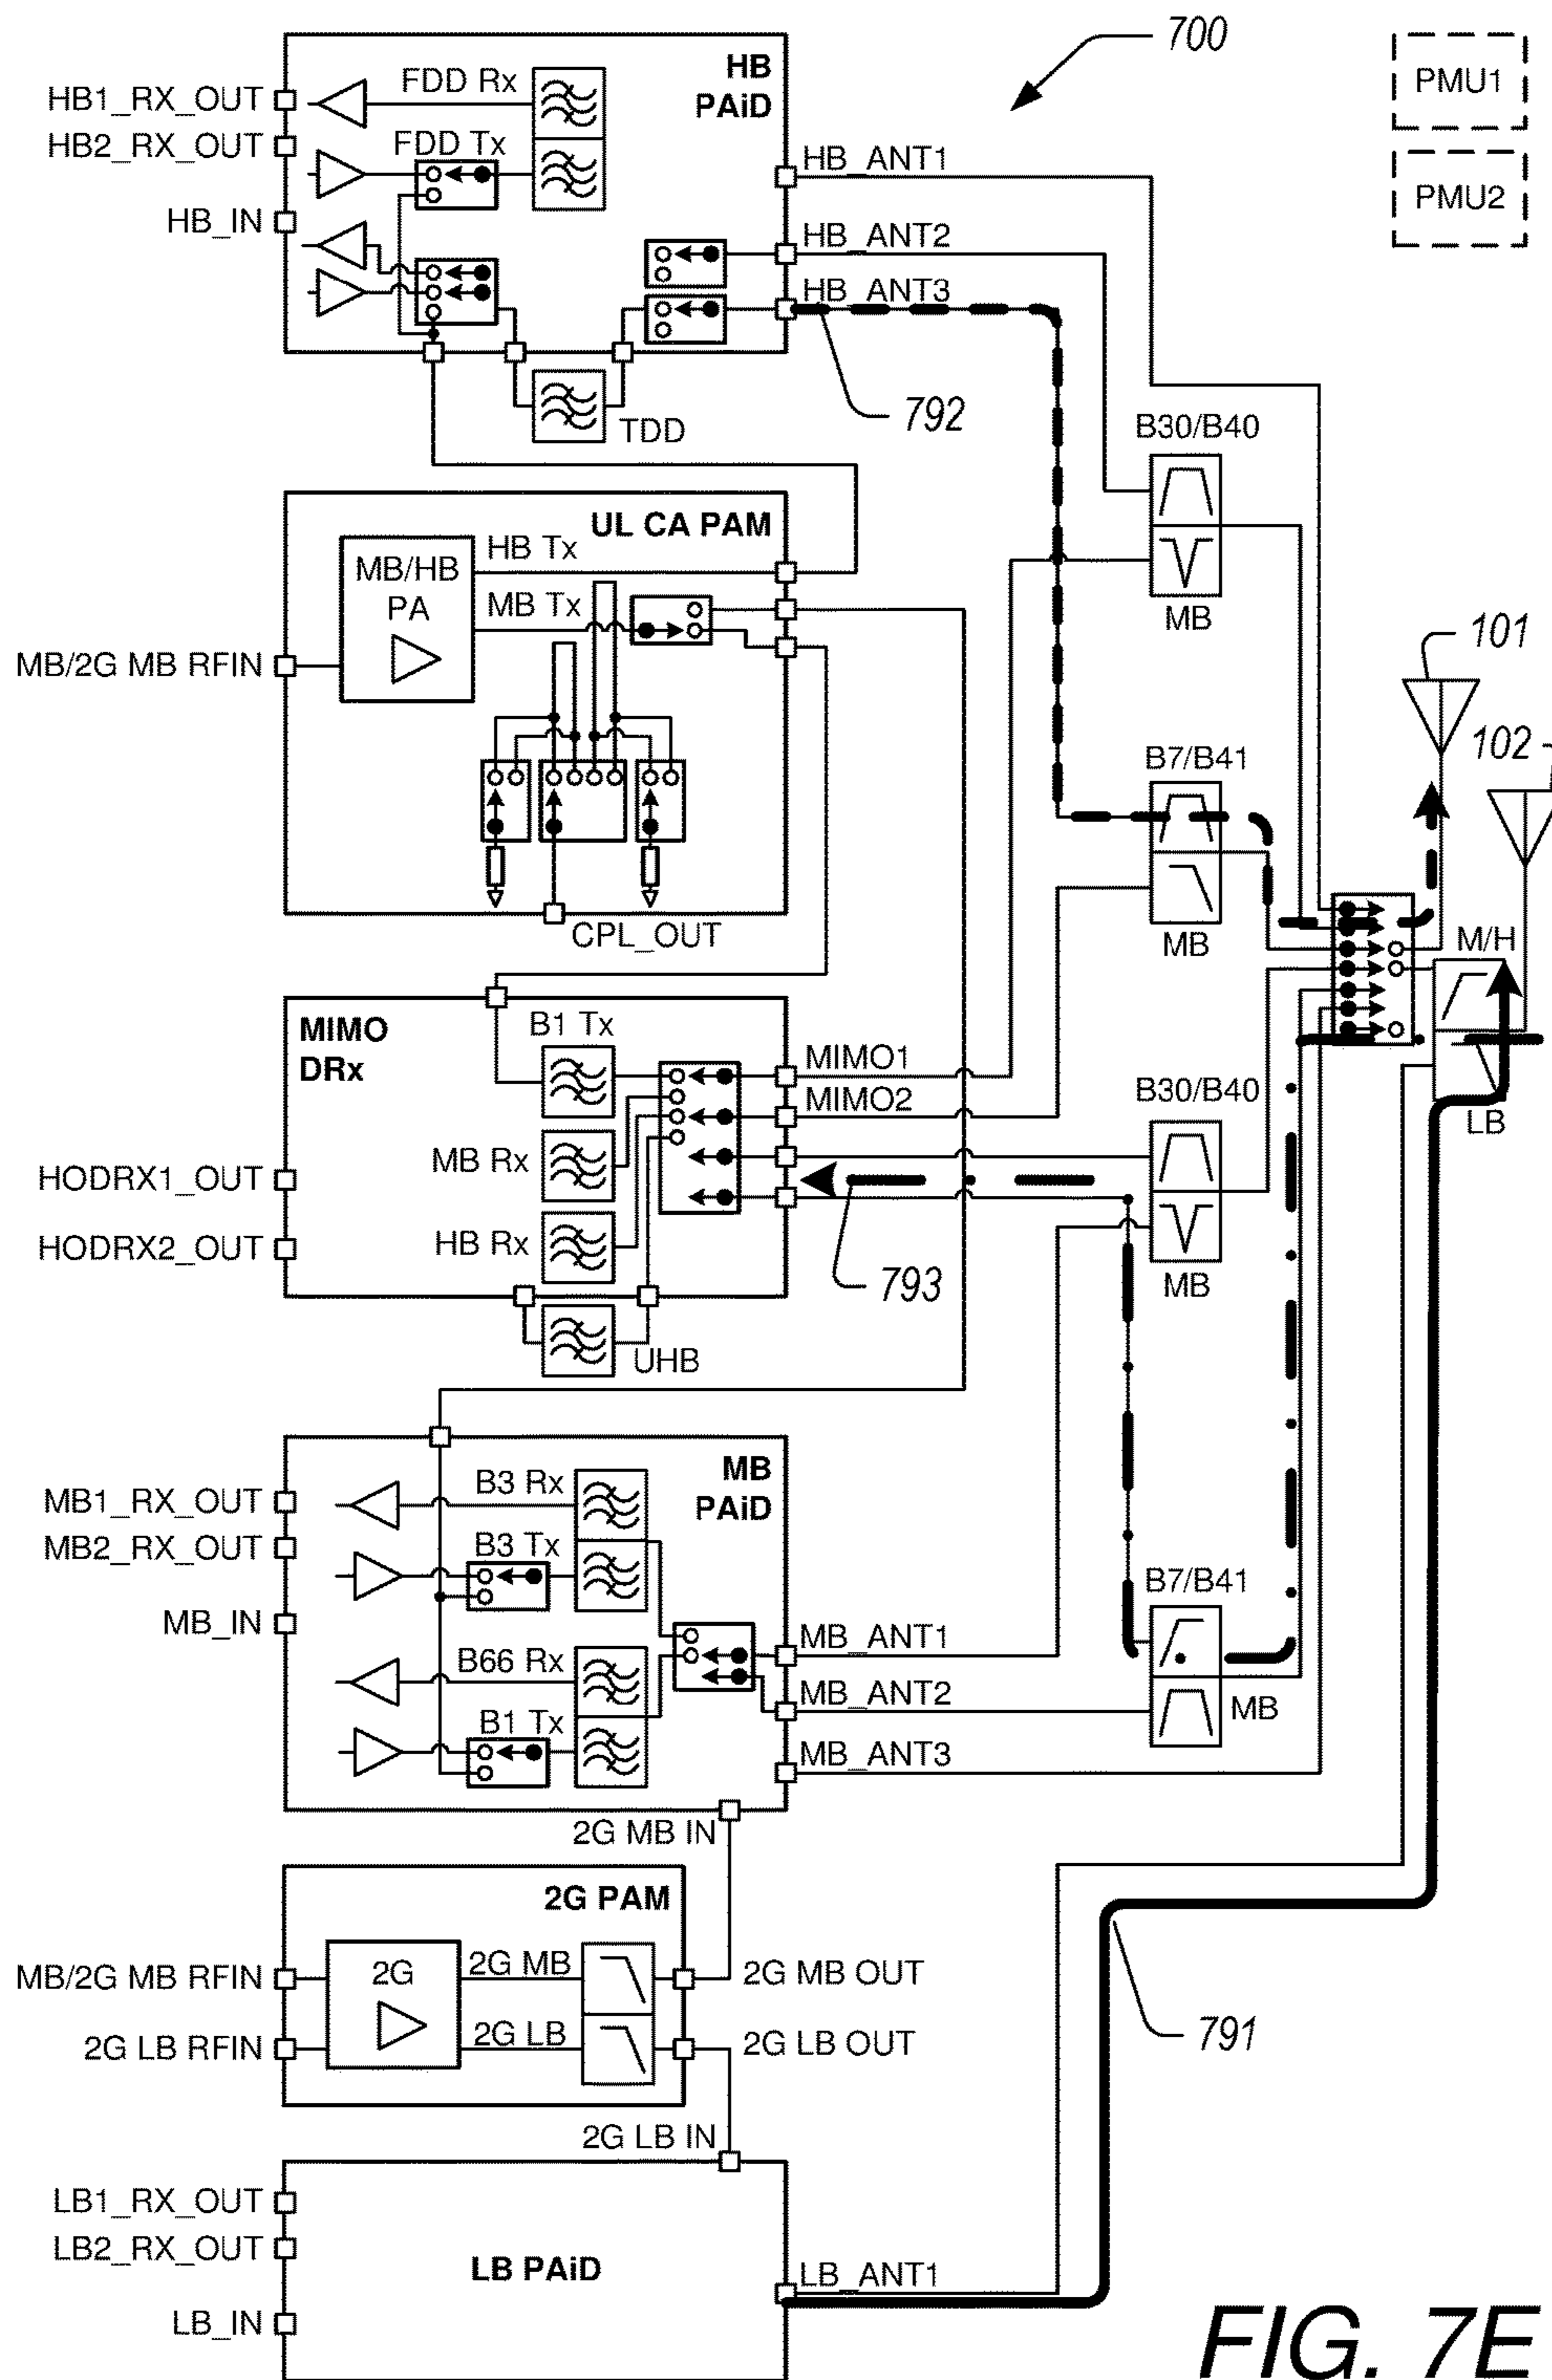 700
PMU1
PMU2
HB
PAiD
HB1_RX_OUT
HB2_RX_OUT
HB_IN
FDD Rx
FDD Tx
HB_ANT1
HB_ANT2
HB_ANT3
TDD
792
B30/B40
MB
UL CA PAM
MB/HB
PA
HB Tx
MB Tx
MB/2G MB RFIN
CPL_OUT
101
102
B7/B41
MB
M/H
LB
MIMO
DRx
B1 Tx
MB Rx
HB Rx
MIMO1
MIMO2
HODRX1_OUT
HODRX2_OUT
UHB
793
B30/B40
MB
MB
PAiD
MB1_RX_OUT
MB2_RX_OUT
MB_IN
B3 Rx
B3 Tx
B66 Rx
B1 Tx
MB_ANT1
MB_ANT2
MB_ANT3
B7/B41
MB
2G MB IN
2G PAM
MB/2G MB RFIN
2G LB RFIN
2G
2G MB
2G LB
2G MB OUT
2G LB OUT
791
2G LB IN
LB1_RX_OUT
LB2_RX_OUT
LB_IN
LB PAiD
LB_ANT1
FIG. 7E